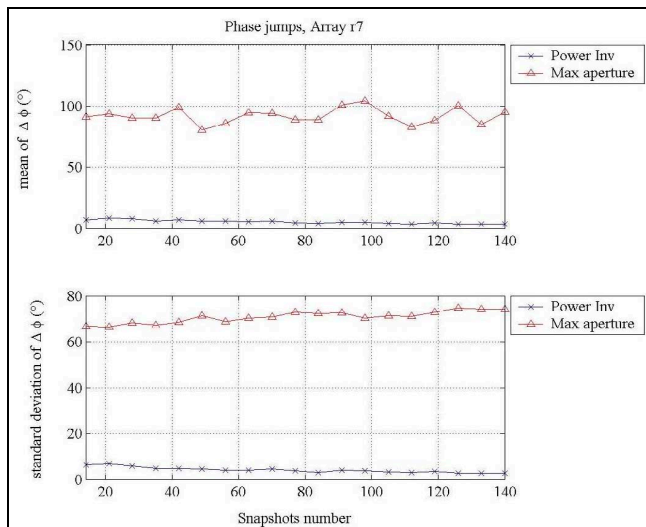 Phase jumps, Array r7
150
100
50
0
mean of Δ ϕ (°)
20 40 60 80 100 120 140
Power Inv
Max aperture
80
60
40
20
0
standard deviation of Δ ϕ (°)
20 40 60 80 100 120 140
Snapshots number
Power Inv
Max aperture